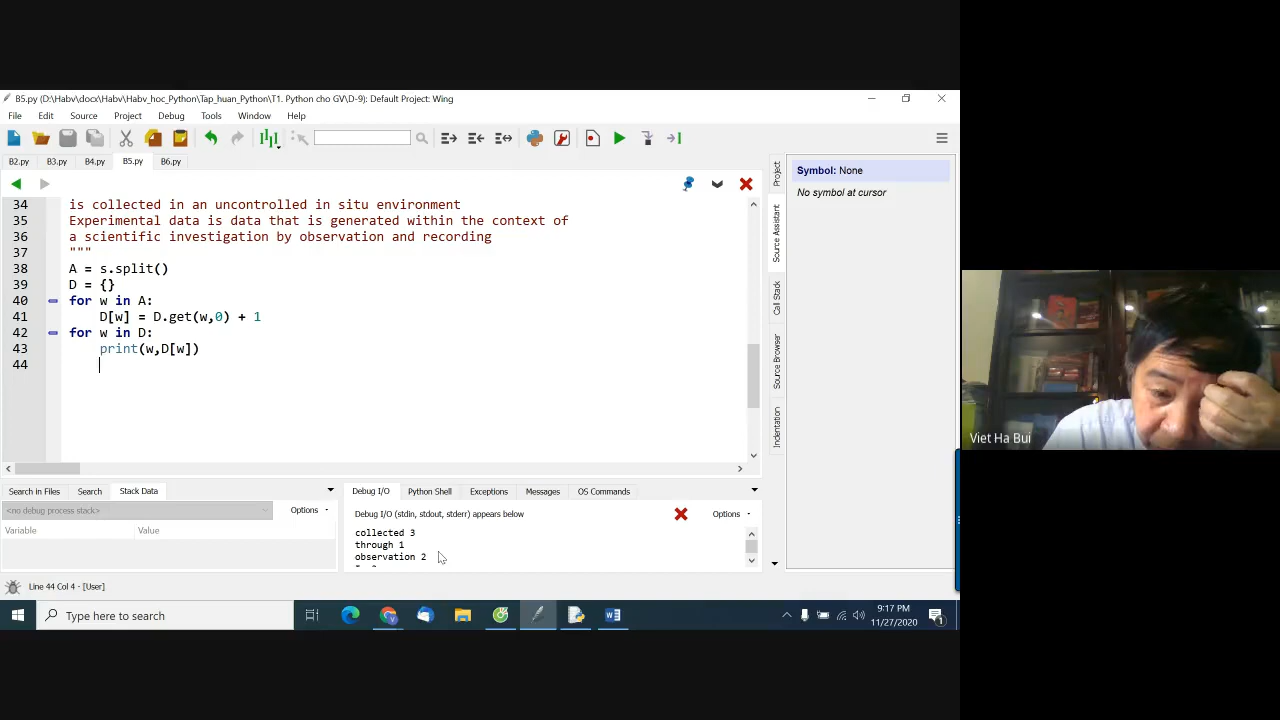 B5.py (D:\Habv\docx\Habv\Habv_hoc_Python\Tap_huan_Python\T1. Python cho GV\D-9): Default Project: Wing
File Edit Source Project Debug Tools Window Help
B2.py B3.py B4.py B5.py B6.py
34 is collected in an uncontrolled in situ environment
35 Experimental data is data that is generated within the context of
36 a scientific investigation by observation and recording
37 """
38 A = s.split()
39 D = {}
40 for w in A:
41 D[w] = D.get(w,0) + 1
42 for w in D:
43 print(w,D[w])
44
Project
Source Assistant
Call Stack
Source Browser
Indentation
Symbol: None
No symbol at cursor
Viet Ha Bui
Search in Files Search Stack Data
<no debug process stack> Options
Variable Value
Debug I/O Python Shell Exceptions Messages OS Commands
Debug I/O (stdin, stdout, stderr) appears below Options
collected 3
through 1
observation 2
Line 44 Col 4 - [User]
Type here to search
9:17 PM
11/27/2020
1